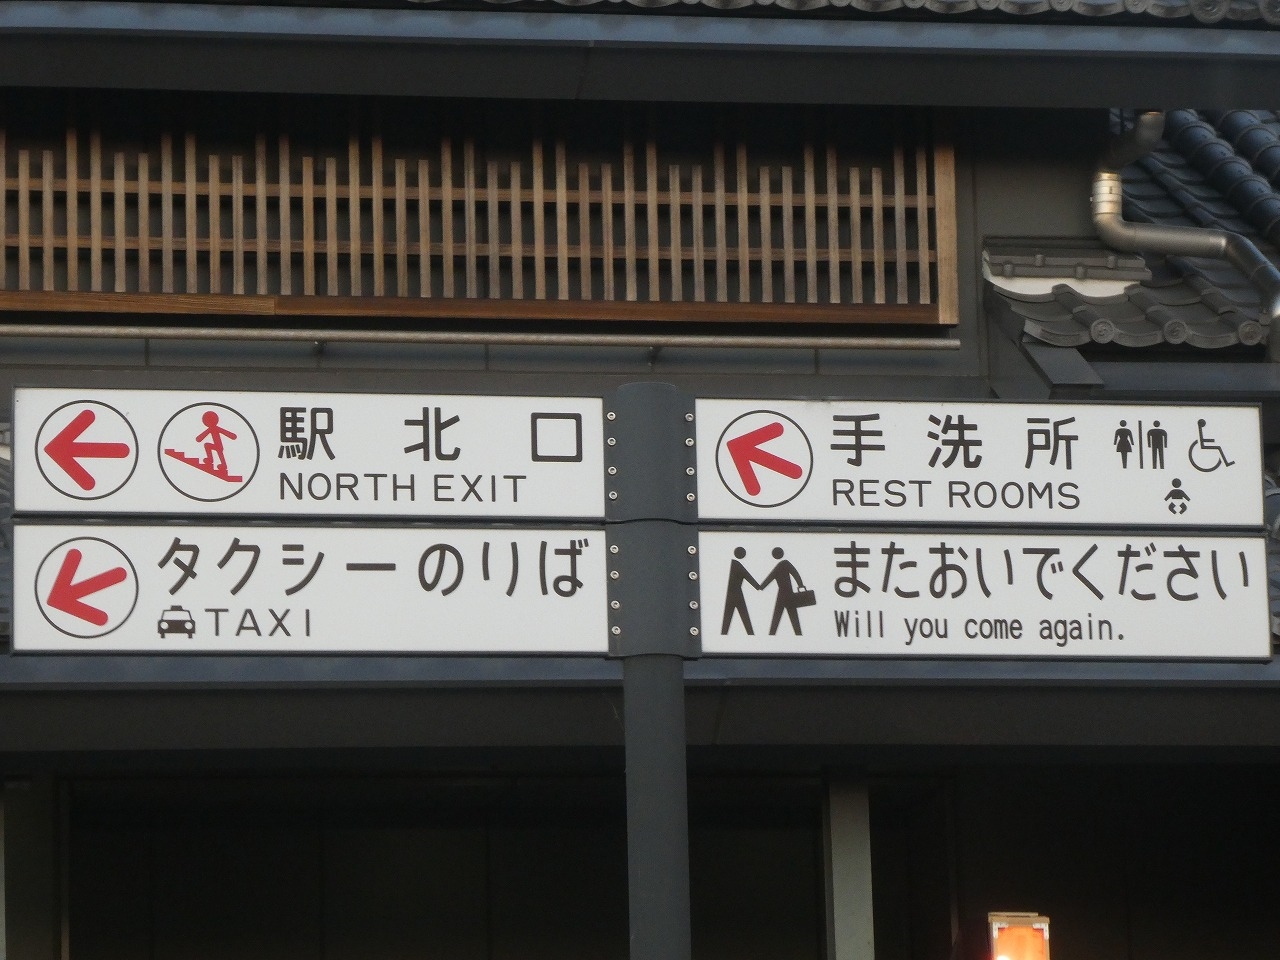 駅北口
NORTH EXIT
タクシーのりば
TAXI
手洗所
REST ROOMS
またおいでください
Will you come again.